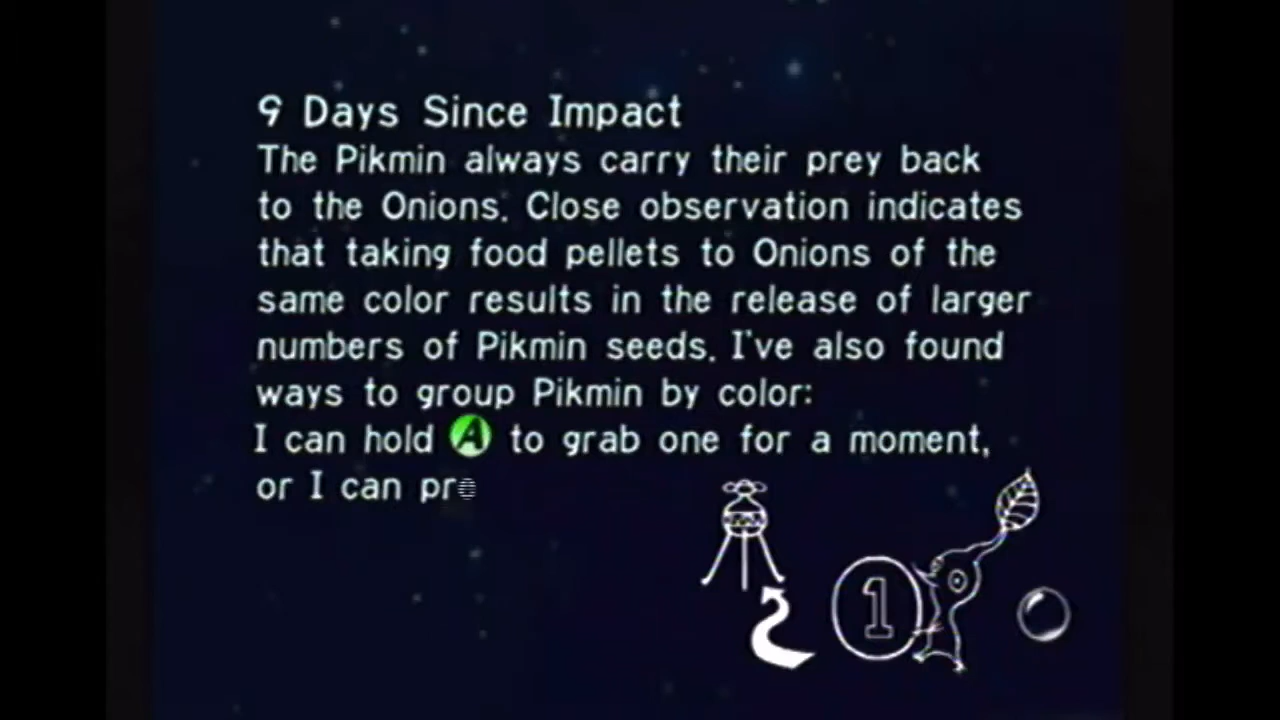 9 Days Since Impact
The Pikmin always carry their prey back
to the Onions. Close observation indicates
that taking food pellets to Onions of the
same color results in the release of larger
numbers of Pikmin seeds. I've also found
ways to group Pikmin by color:
I can hold A to grab one for a moment,
or I can pre
1